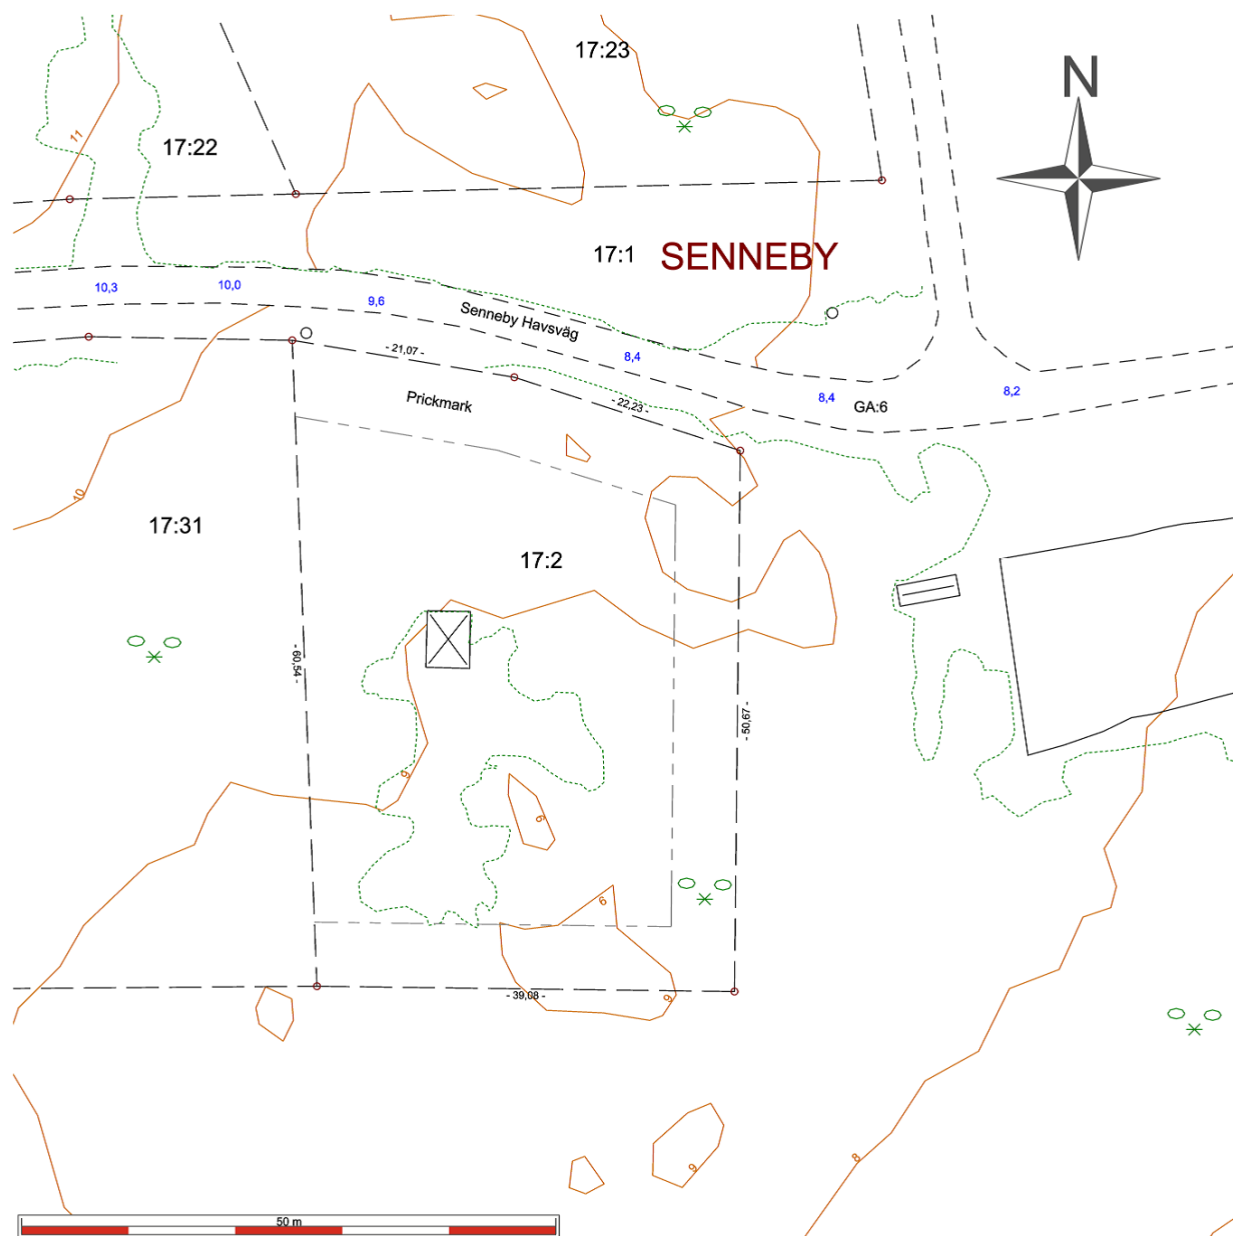 N
17:23
11
17:22
17:1
SENNEBY
10,3
10,0
9,6
Senneby Havsväg
- 21,07 -
8,4
8,4
GA:6
8,2
Prickmark
- 22,23 -
10
17:31
17:2
- 60,54 -
- 50,67 -
9
9
9
9
- 39,08 -
9
8
50 m